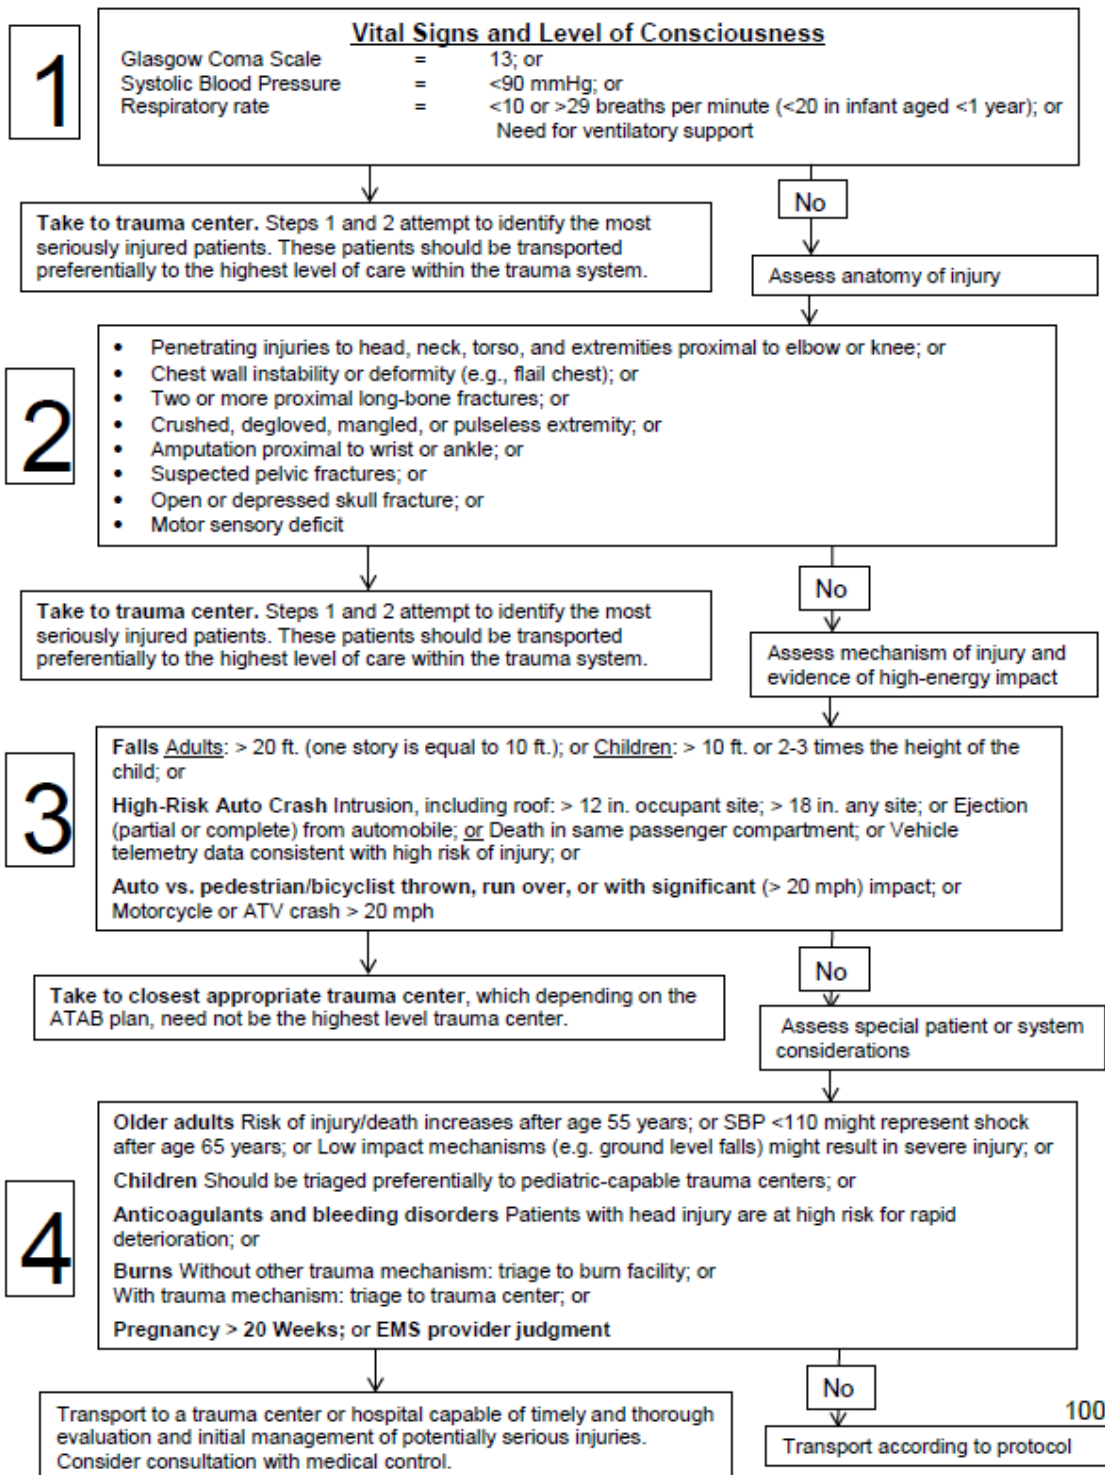 1
Vital Signs and Level of Consciousness
Glasgow Coma Scale = 13; or
Systolic Blood Pressure = <90 mmHg; or
Respiratory rate = <10 or >29 breaths per minute (<20 in infant aged <1 year); or
Need for ventilatory support
No
Take to trauma center. Steps 1 and 2 attempt to identify the most
seriously injured patients. These patients should be transported
preferentially to the highest level of care within the trauma system.
Assess anatomy of injury
2
• Penetrating injuries to head, neck, torso, and extremities proximal to elbow or knee; or
• Chest wall instability or deformity (e.g., flail chest); or
• Two or more proximal long-bone fractures; or
• Crushed, degloved, mangled, or pulseless extremity; or
• Amputation proximal to wrist or ankle; or
• Suspected pelvic fractures; or
• Open or depressed skull fracture; or
• Motor sensory deficit
No
Take to trauma center. Steps 1 and 2 attempt to identify the most
seriously injured patients. These patients should be transported
preferentially to the highest level of care within the trauma system.
Assess mechanism of injury and
evidence of high-energy impact
3
Falls Adults: > 20 ft. (one story is equal to 10 ft.); or Children: > 10 ft. or 2-3 times the height of the
child; or
High-Risk Auto Crash Intrusion, including roof: > 12 in. occupant site; > 18 in. any site; or Ejection
(partial or complete) from automobile; or Death in same passenger compartment; or Vehicle
telemetry data consistent with high risk of injury; or
Auto vs. pedestrian/bicyclist thrown, run over, or with significant (> 20 mph) impact; or
Motorcycle or ATV crash > 20 mph
No
Take to closest appropriate trauma center, which depending on the
ATAB plan, need not be the highest level trauma center.
Assess special patient or system
considerations
4
Older adults Risk of injury/death increases after age 55 years; or SBP <110 might represent shock
after age 65 years; or Low impact mechanisms (e.g. ground level falls) might result in severe injury; or
Children Should be triaged preferentially to pediatric-capable trauma centers; or
Anticoagulants and bleeding disorders Patients with head injury are at high risk for rapid
deterioration; or
Burns Without other trauma mechanism: triage to burn facility; or
With trauma mechanism: triage to trauma center; or
Pregnancy > 20 Weeks; or EMS provider judgment
No
Transport to a trauma center or hospital capable of timely and thorough
evaluation and initial management of potentially serious injuries.
Consider consultation with medical control.
100
Transport according to protocol